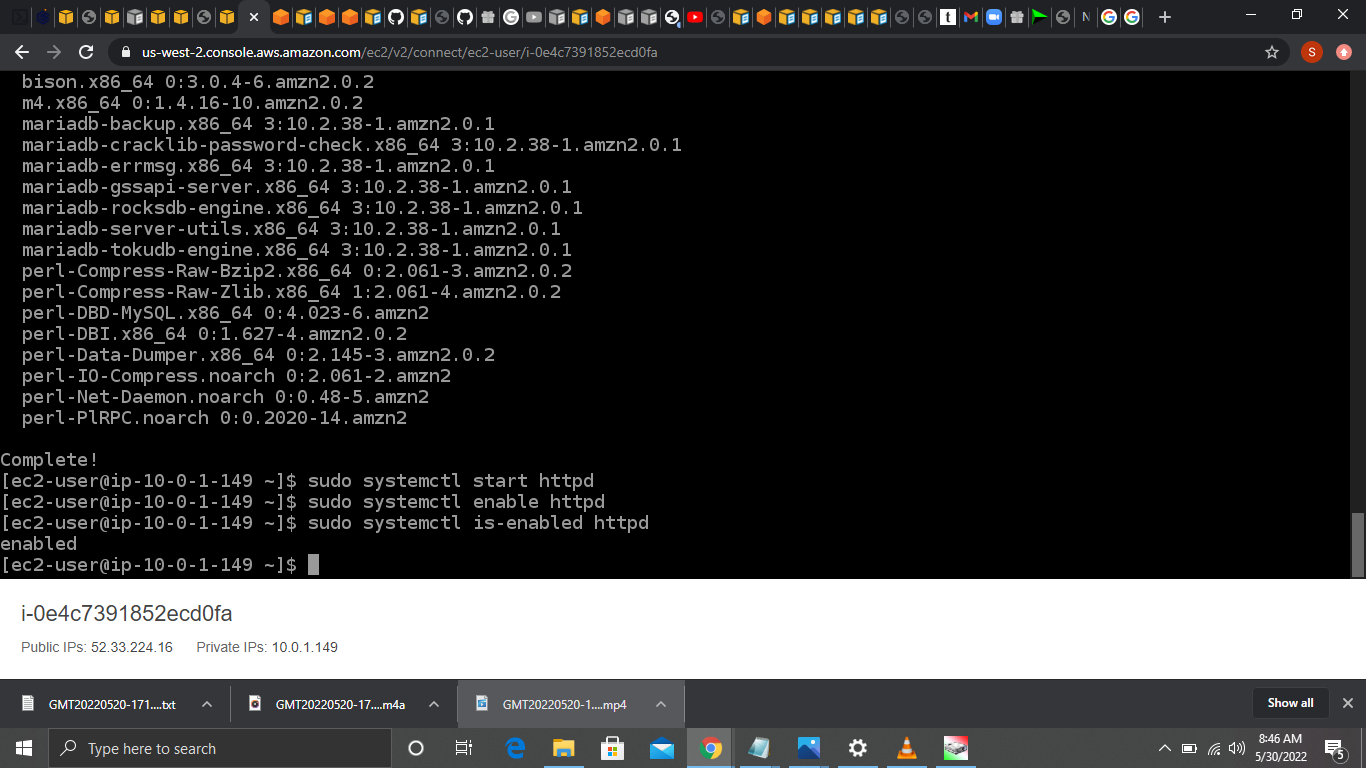 us-west-2.console.aws.amazon.com/ec2/v2/connect/ec2-user/i-0e4c7391852ecd0fa
S
bison.x86_64 0:3.0.4-6.amzn2.0.2
m4.x86_64 0:1.4.16-10.amzn2.0.2
mariadb-backup.x86_64 3:10.2.38-1.amzn2.0.1
mariadb-cracklib-password-check.x86_64 3:10.2.38-1.amzn2.0.1
mariadb-errmsg.x86_64 3:10.2.38-1.amzn2.0.1
mariadb-gssapi-server.x86_64 3:10.2.38-1.amzn2.0.1
mariadb-rocksdb-engine.x86_64 3:10.2.38-1.amzn2.0.1
mariadb-server-utils.x86_64 3:10.2.38-1.amzn2.0.1
mariadb-tokudb-engine.x86_64 3:10.2.38-1.amzn2.0.1
perl-Compress-Raw-Bzip2.x86_64 0:2.061-3.amzn2.0.2
perl-Compress-Raw-Zlib.x86_64 1:2.061-4.amzn2.0.2
perl-DBD-MySQL.x86_64 0:4.023-6.amzn2
perl-DBI.x86_64 0:1.627-4.amzn2.0.2
perl-Data-Dumper.x86_64 0:2.145-3.amzn2.0.2
perl-IO-Compress.noarch 0:2.061-2.amzn2
perl-Net-Daemon.noarch 0:0.48-5.amzn2
perl-PlRPC.noarch 0:0.2020-14.amzn2
Complete!
[ec2-user@ip-10-0-1-149 ~]$ sudo systemctl start httpd
[ec2-user@ip-10-0-1-149 ~]$ sudo systemctl enable httpd
[ec2-user@ip-10-0-1-149 ~]$ sudo systemctl is-enabled httpd
enabled
[ec2-user@ip-10-0-1-149 ~]$
i-0e4c7391852ecd0fa
Public IPs: 52.33.224.16 Private IPs: 10.0.1.149
GMT20220520-171....txt GMT20220520-17....m4a GMT20220520-1....mp4 Show all
Type here to search
8:46 AM
5/30/2022
5